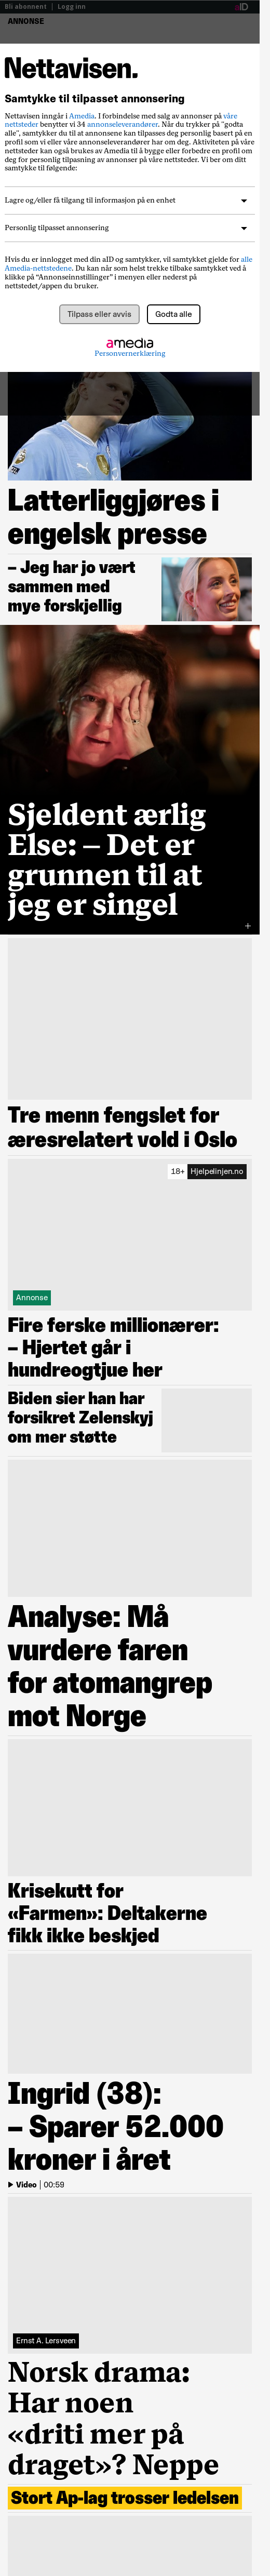 Bli abonnent | Logg inn
aID
ANNONSE
Nettavisen.
Samtykke til tilpasset annonsering
Nettavisen inngår i Amedia. I forbindelse med salg av annonser på våre
nettsteder benytter vi 34 annonseleverandører. Når du trykker på "godta
alle", samtykker du til at annonsene kan tilpasses deg personlig basert på en
profil som vi eller våre annonseleverandører har om deg. Aktiviteten på våre
nettsteder kan også brukes av Amedia til å bygge eller forbedre en profil om
deg for personlig tilpasning av annonser på våre nettsteder. Vi ber om ditt
samtykke til følgende:
Lagre og/eller få tilgang til informasjon på en enhet
Personlig tilpasset annonsering
Hvis du er innlogget med din aID og samtykker, vil samtykket gjelde for alle
Amedia-nettstedene. Du kan når som helst trekke tilbake samtykket ved å
klikke på “Annonseinnstillinger” i menyen eller nederst på
nettstedet/appen du bruker.
Tilpass eller avvis
Godta alle
amedia
Personvernerklæring
Latterliggjøres i
engelsk presse
– Jeg har jo vært
sammen med
mye forskjellig
Sjeldent ærlig
Else: – Det er
grunnen til at
jeg er singel
+
Tre menn fengslet for
æresrelatert vold i Oslo
18+ Hjelpelinjen.no
Annonse
Fire ferske millionærer:
– Hjertet går i
hundreogtjue her
Biden sier han har
forsikret Zelenskyj
om mer støtte
Analyse: Må
vurdere faren
for atomangrep
mot Norge
Krisekutt for
«Farmen»: Deltakerne
fikk ikke beskjed
Ingrid (38):
– Sparer 52.000
kroner i året
Video | 00:59
Ernst A. Lersveen
Norsk drama:
Har noen
«driti mer på
draget»? Neppe
Stort Ap-lag trosser ledelsen